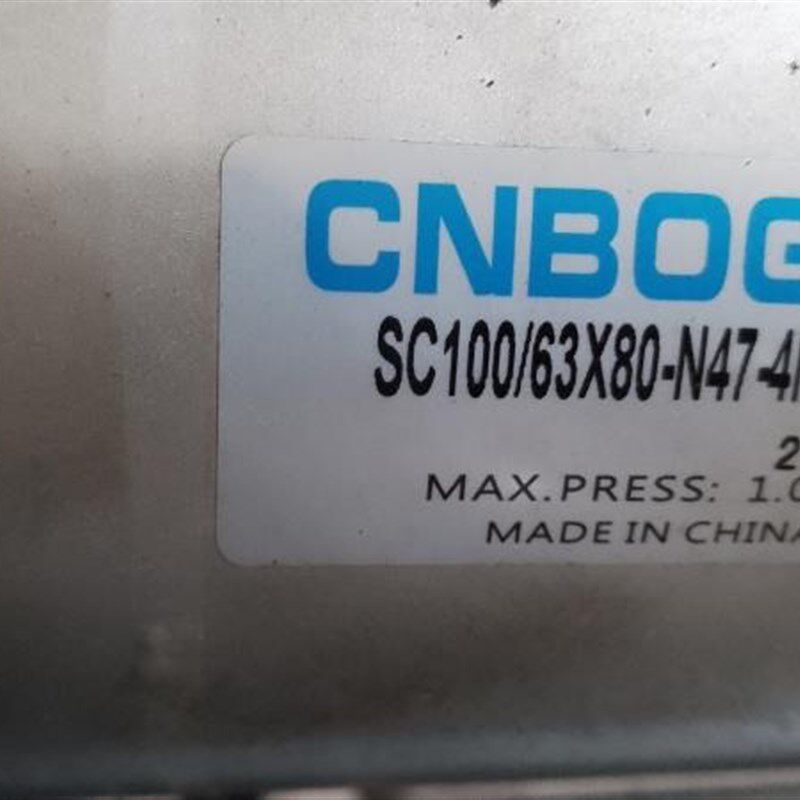 CNBOG
SC100/63X80-N47-4
2
MAX.PRESS: 1.0
MADE IN CHINA